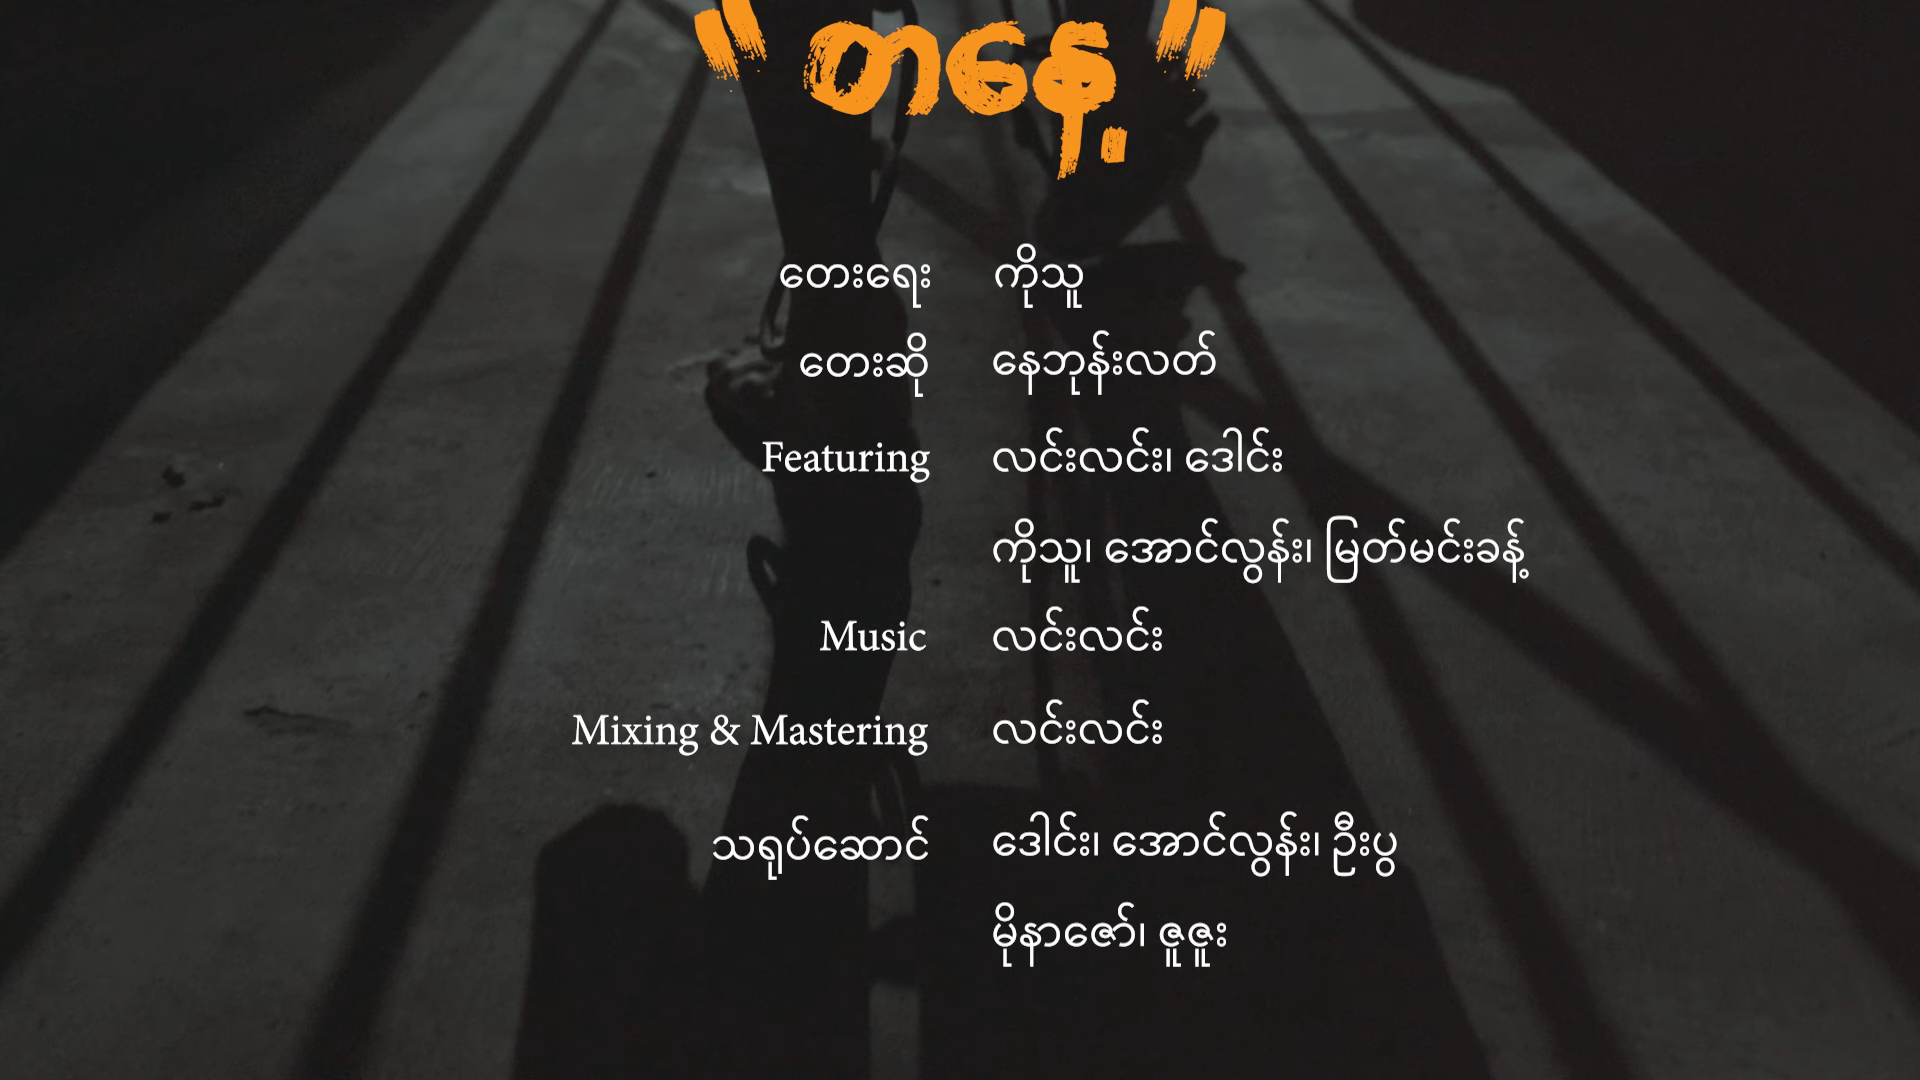 "တနေ့"
တေးရေး ကိုသူ
တေးဆို နေဘုန်းလတ်
Featuring လင်းလင်း၊ ဒေါင်း
ကိုသူ၊ အောင်လွန်း၊ မြတ်မင်းခန့်
Music လင်းလင်း
Mixing & Mastering လင်းလင်း
သရုပ်ဆောင် ဒေါင်း၊ အောင်လွန်း၊ ဦးပွ
မိုနာဇော်၊ ဇူဇူး